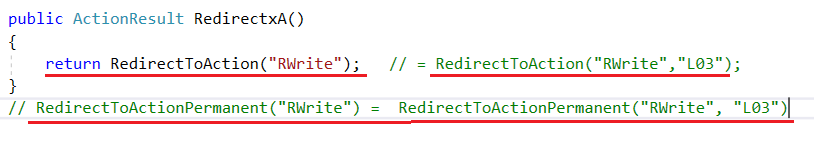 public ActionResult RedirectxA()
{
return RedirectToAction("RWrite"); // = RedirectToAction("RWrite","L03");
}
// RedirectToActionPermanent("RWrite") = RedirectToActionPermanent("RWrite", "L03")